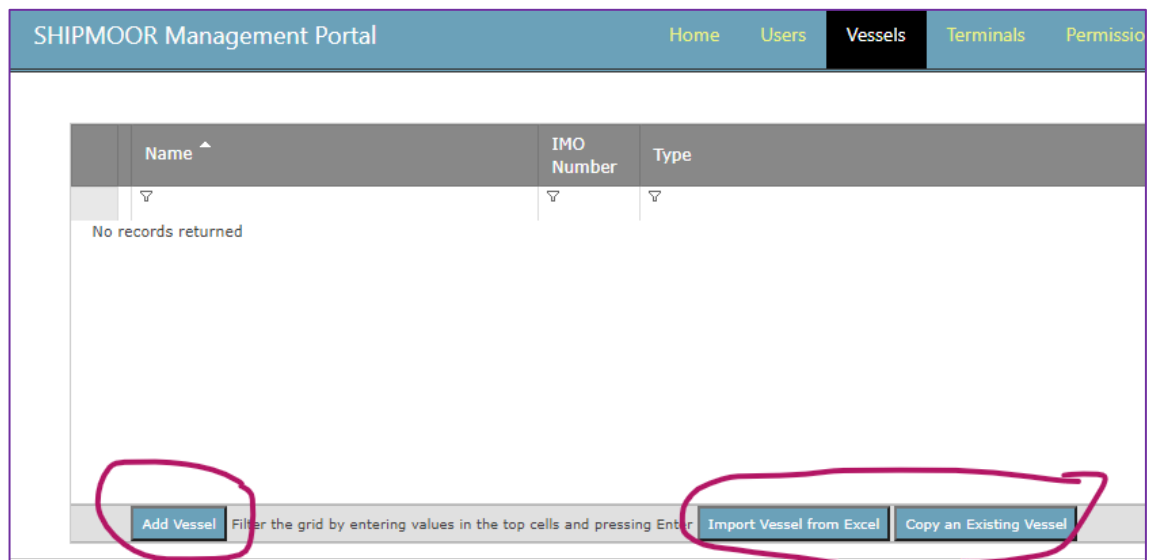 SHIPMOOR Management Portal Home Users Vessels Terminals Permissio
Name IMO Number Type
No records returned
Add Vessel Filter the grid by entering values in the top cells and pressing Enter Import Vessel from Excel Copy an Existing Vessel